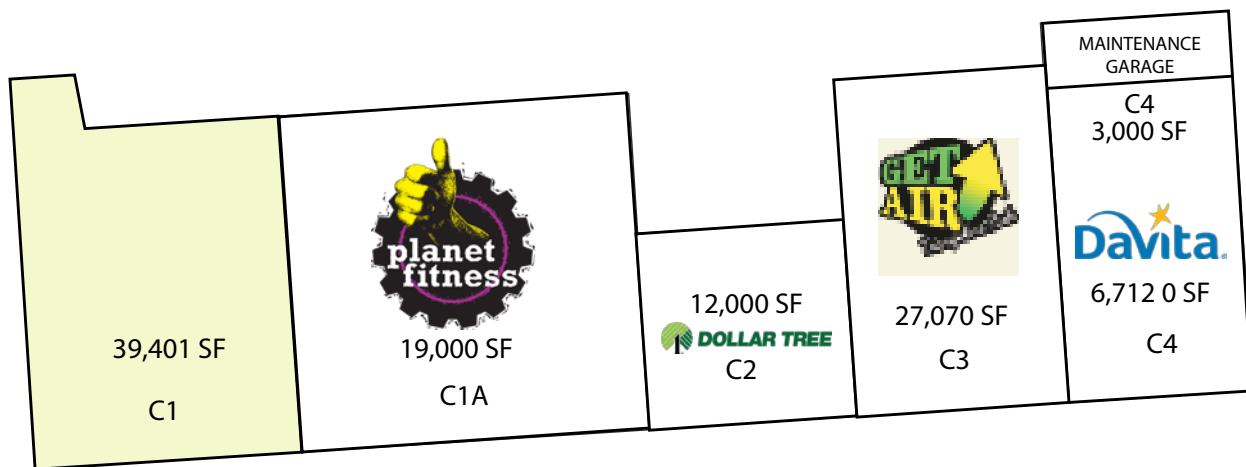 39,401 SF
C1
planet
fitness
19,000 SF
C1A
12,000 SF
1
DOLLAR TREE
C2
GET
AIR
27,070 SF
C3
MAINTENANCE
GARAGE
C4
3,000 SF
DaVita.
6,712 0 SF
C4